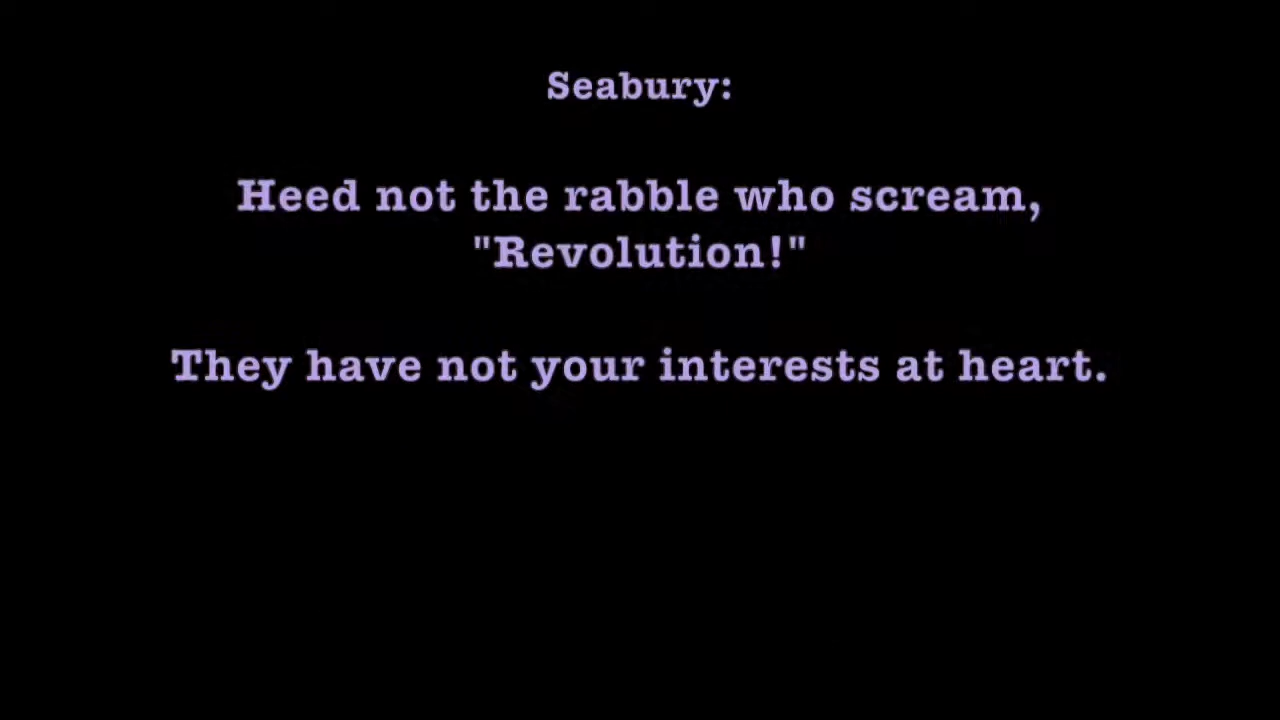 Seabury:
Heed not the rabble who scream,
"Revolution!"
They have not your interests at heart.